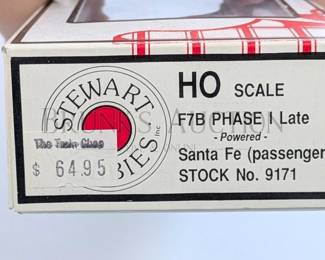 HO SCALE
STEWART
HOBBIES Inc
F7B PHASE I Late
- Powered -
Santa Fe (passenger
STOCK No. 9171
The Train Shop
$ 64.95
AUCTION